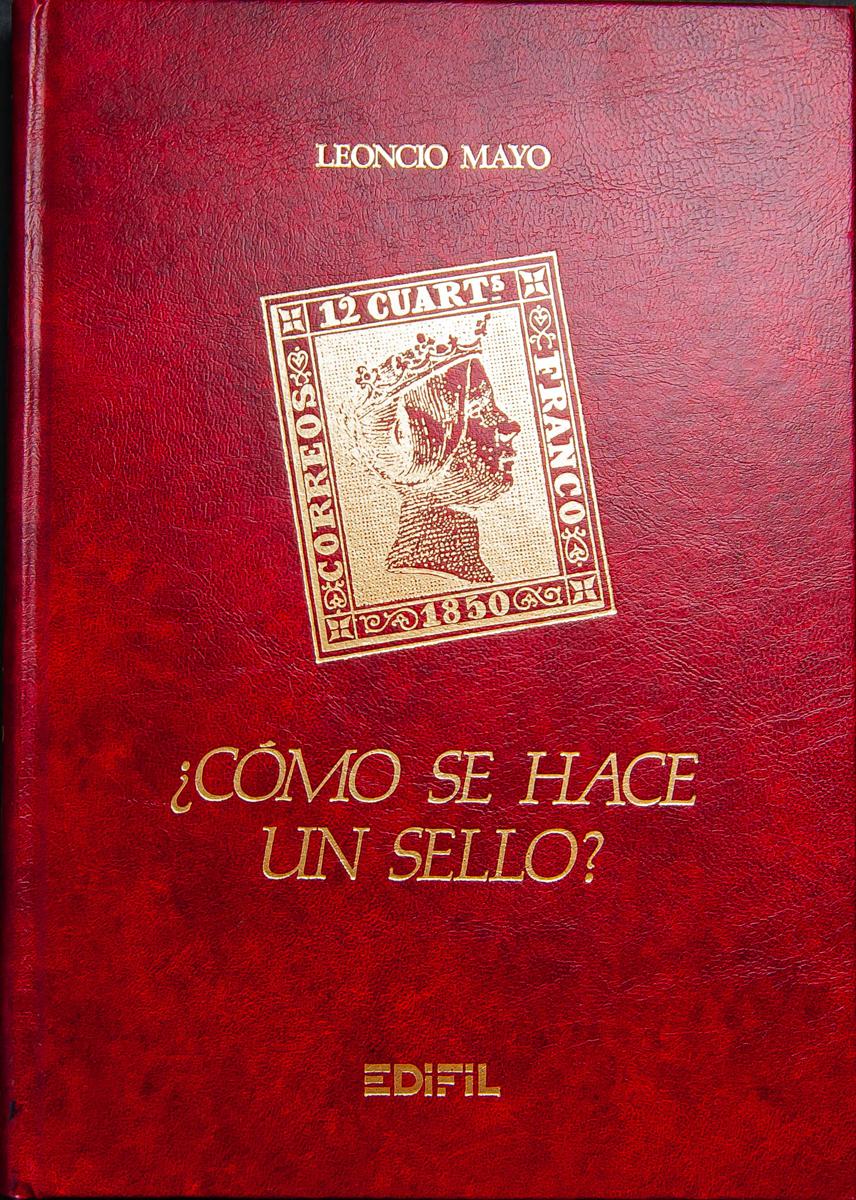 LEONCIO MAYO
12 CUARTS
CORREOS
FRANCO
1850
¿CÓMO SE HACE
UN SELLO?
EDIFIL